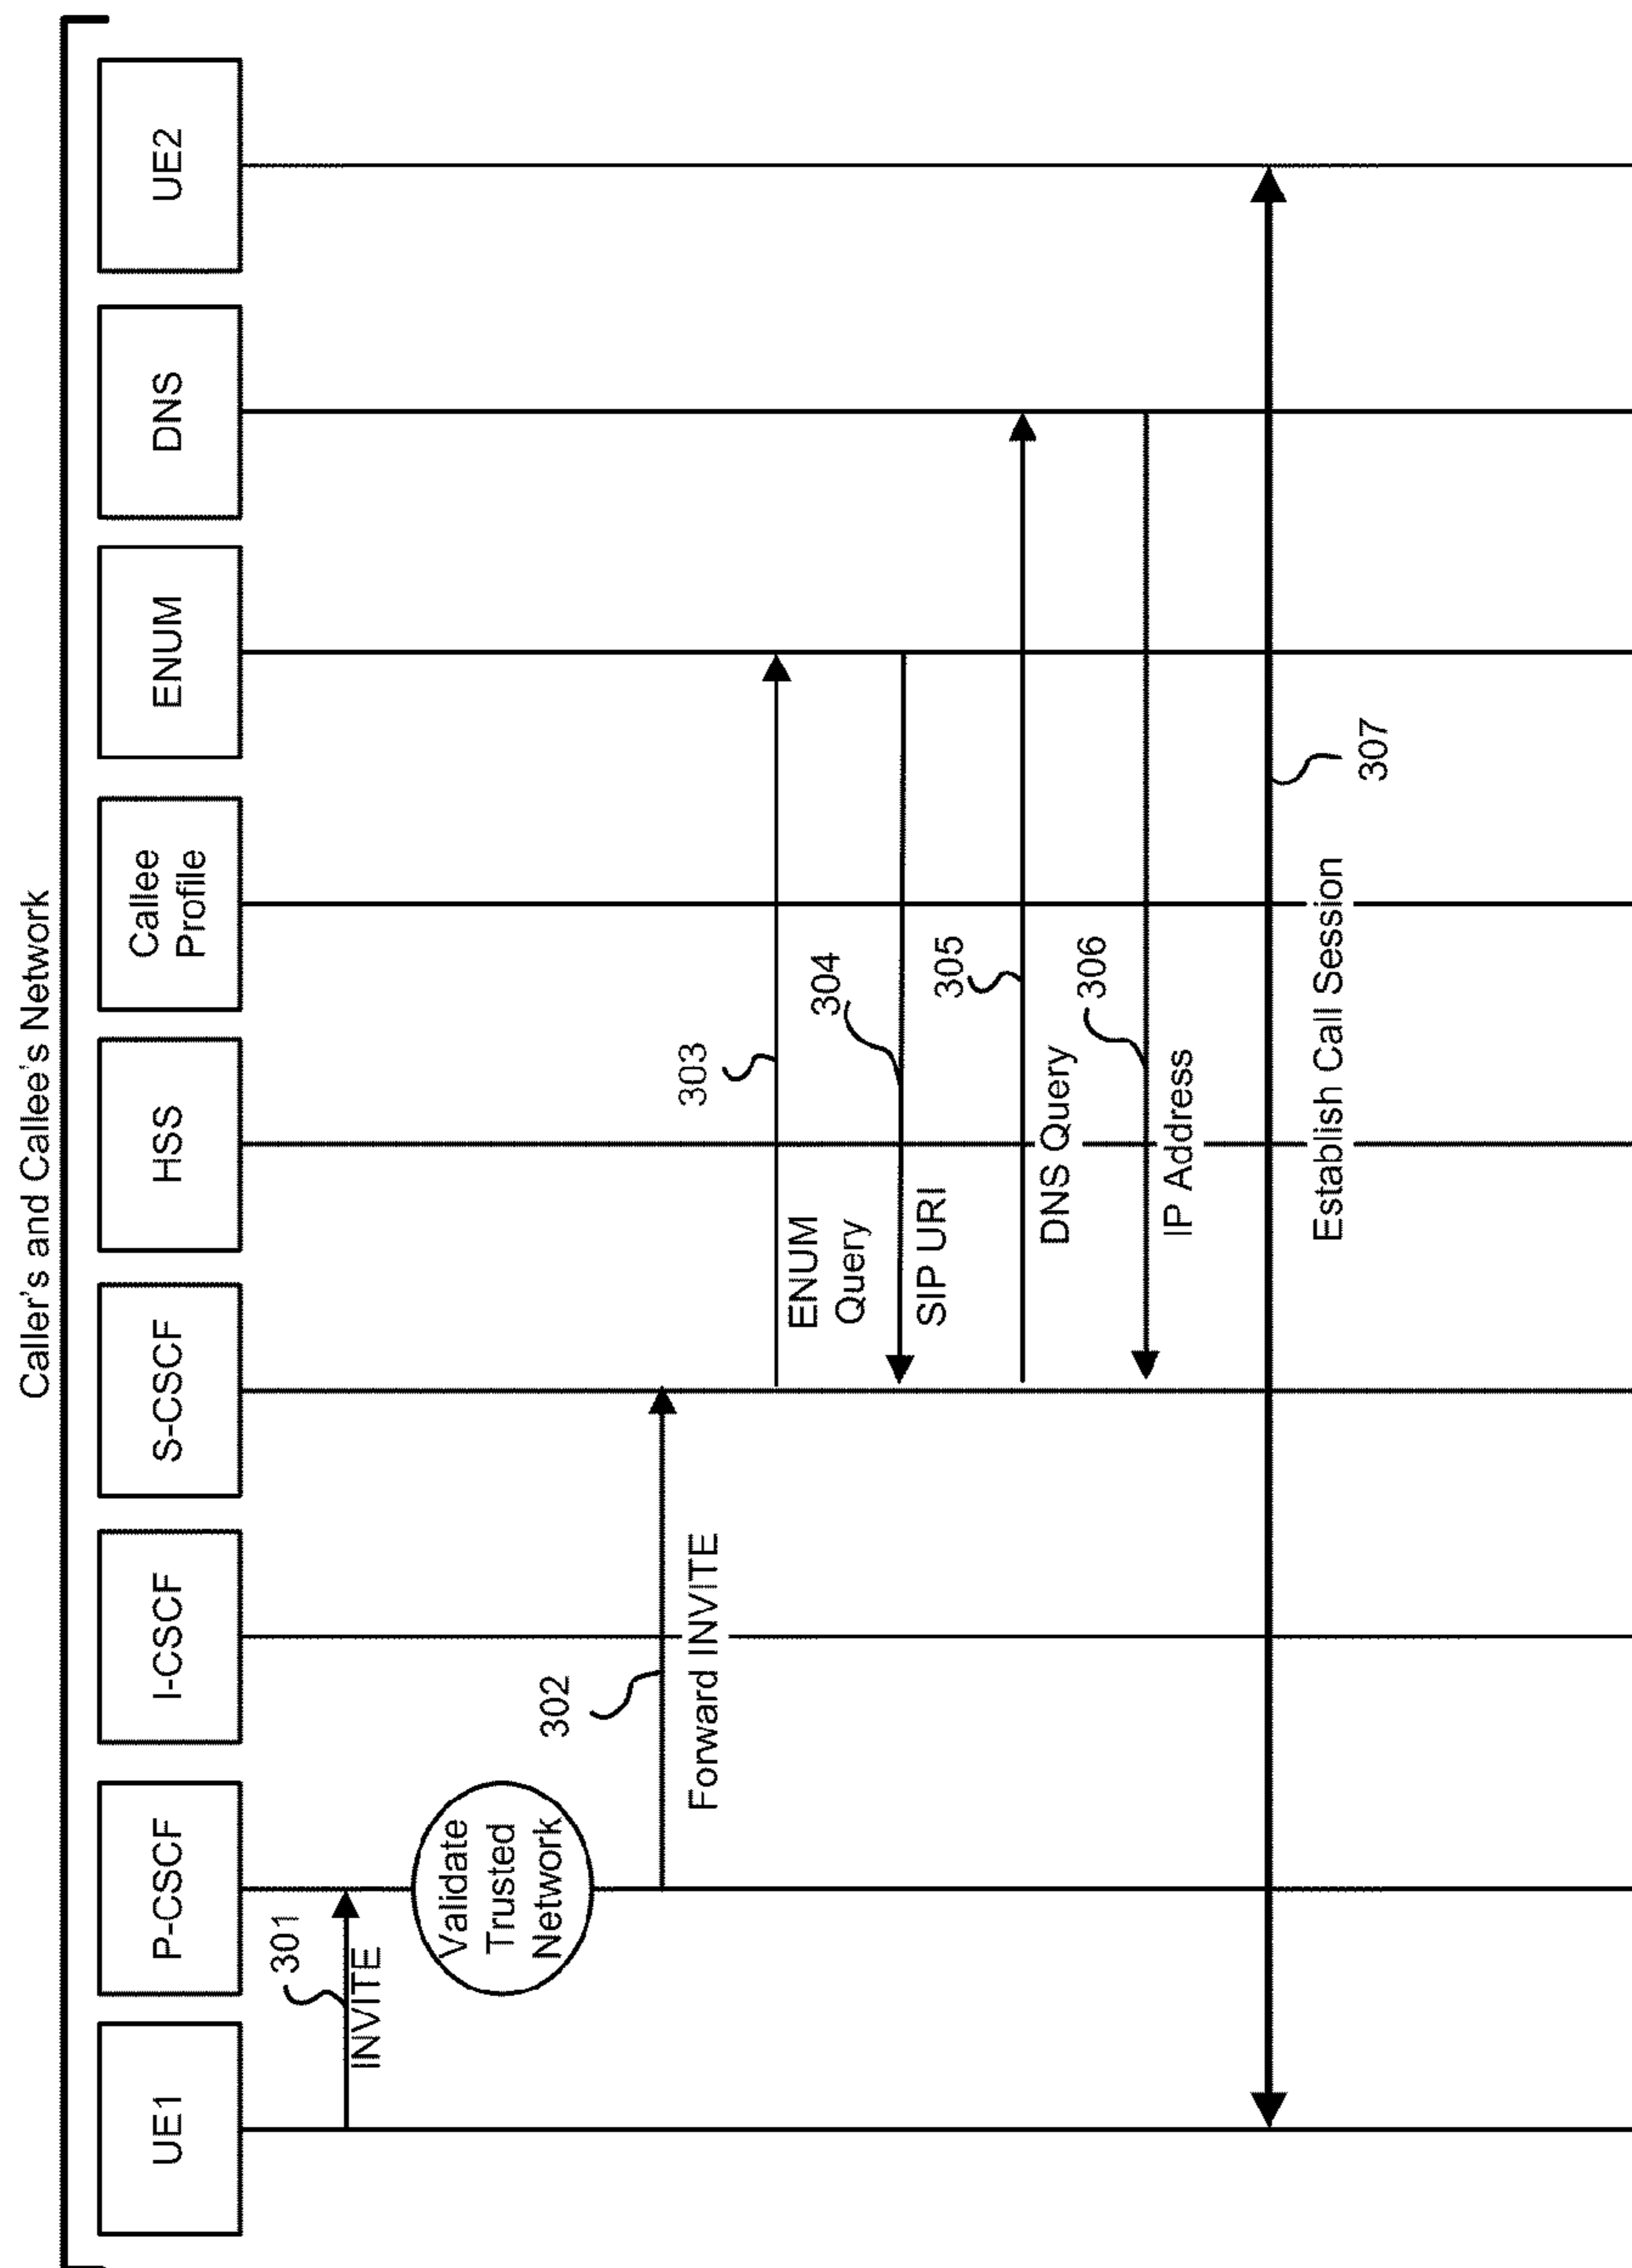 Caller's and Callee's Network
UE1
P-CSCF
I-CSCF
S-CSCF
HSS
Callee
Profile
ENUM
DNS
UE2
301
INVITE
Validate
Trusted
Network
302
Forward INVITE
303
ENUM
Query
304
SIP URI
305
DNS Query
306
IP Address
307
Establish Call Session